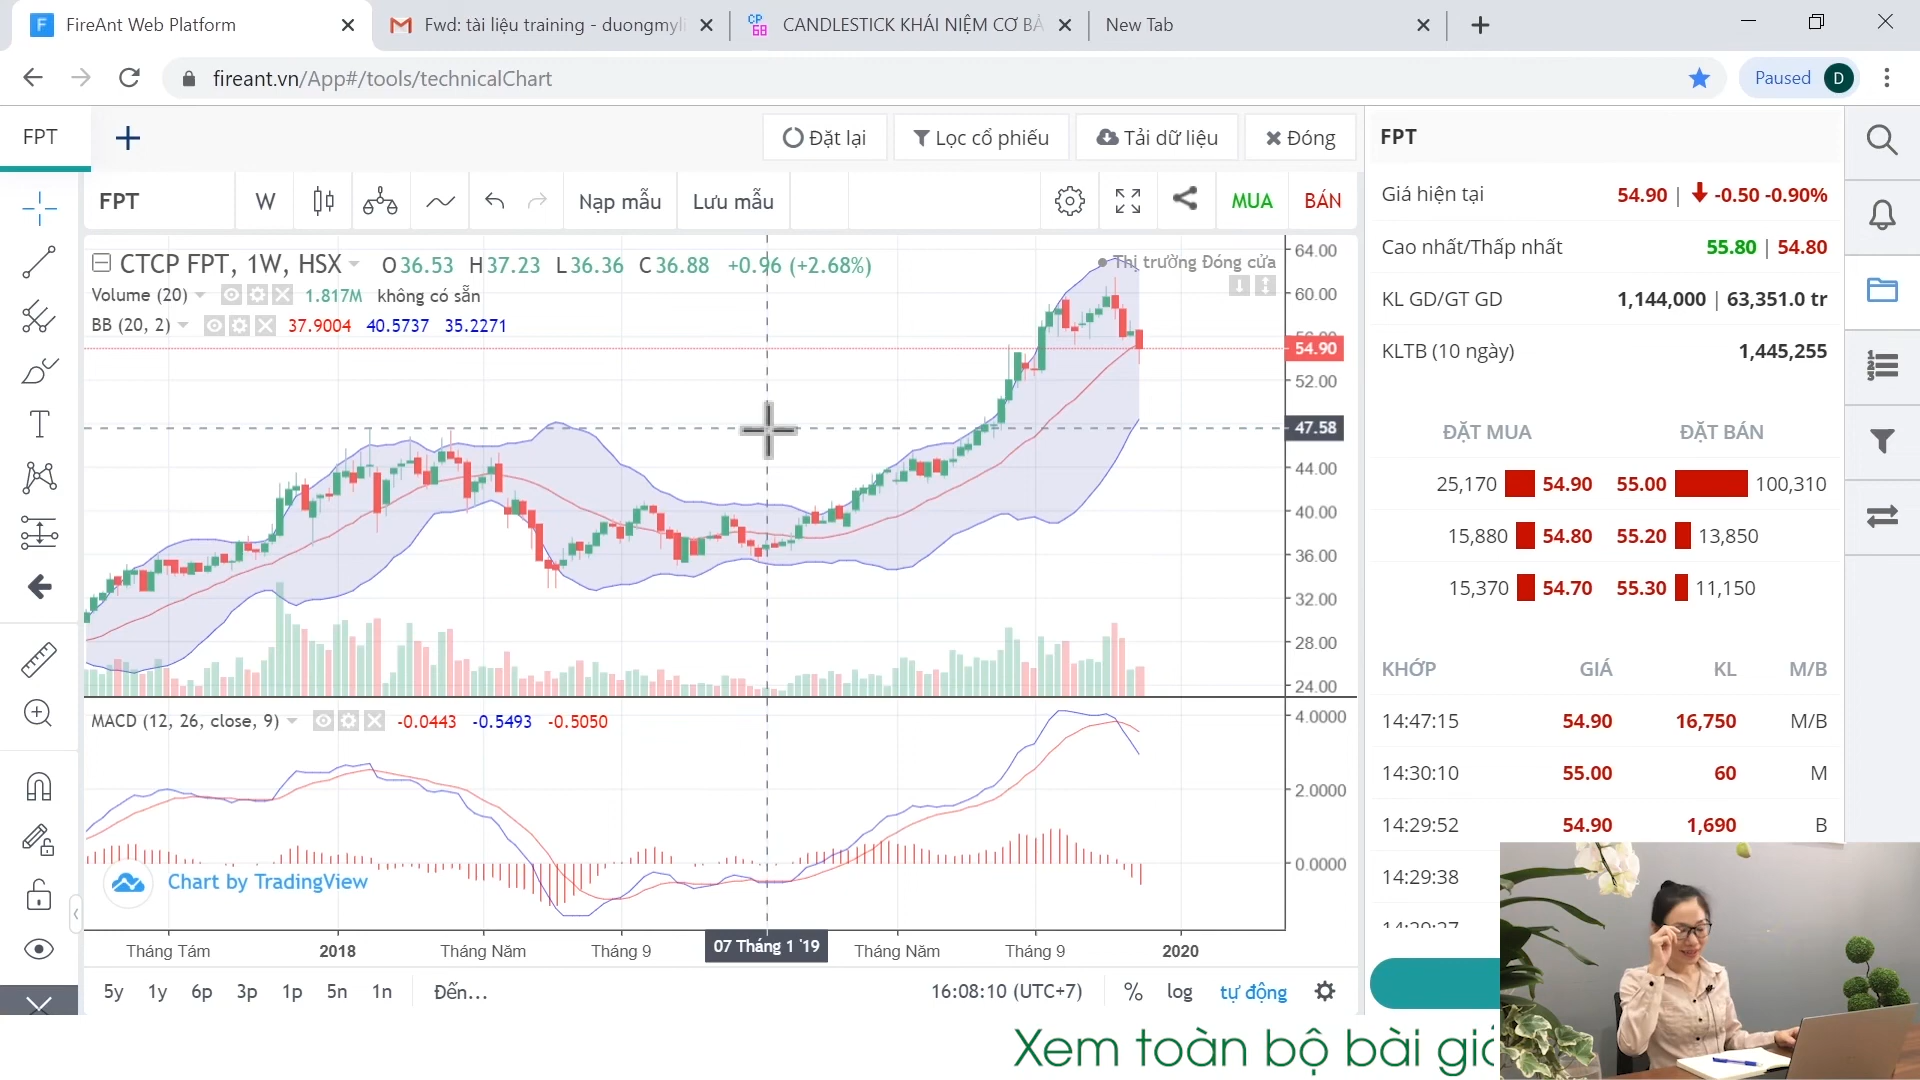 FireAnt Web Platform
Fwd: tài liệu training - duongmyli
CANDLESTICK KHÁI NIỆM CƠ BẢ
New Tab
fireant.vn/App#/tools/technicalChart
Paused
D
FPT
Đặt lại
Lọc cổ phiếu
Tải dữ liệu
Đóng
FPT
W
Nạp mẫu
Lưu mẫu
MUA
BÁN
CTCP FPT, 1W, HSX
O 36.53 H 37.23 L 36.36 C 36.88 +0.96 (+2.68%)
Thị trường Đóng cửa
Volume (20)
1.817M không có sẵn
BB (20, 2)
37.9004 40.5737 35.2271
64.00
60.00
56.00
54.90
52.00
47.58
44.00
40.00
36.00
32.00
28.00
24.00
MACD (12, 26, close, 9)
-0.0443 -0.5493 -0.5050
4.0000
2.0000
0.0000
Chart by TradingView
Tháng Tám
2018
Tháng Năm
Tháng 9
07 Tháng 1 '19
Tháng Năm
Tháng 9
2020
5y 1y 6p 3p 1p 5n 1n Đến...
16:08:10 (UTC+7) % log tự động
FPT
Giá hiện tại 54.90 | -0.50 -0.90%
Cao nhất/Thấp nhất 55.80 | 54.80
KL GD/GT GD 1,144,000 | 63,351.0 tr
KLTB (10 ngày) 1,445,255
ĐẶT MUA ĐẶT BÁN
25,170 54.90 55.00 100,310
15,880 54.80 55.20 13,850
15,370 54.70 55.30 11,150
KHỚP GIÁ KL M/B
14:47:15 54.90 16,750 M/B
14:30:10 55.00 60 M
14:29:52 54.90 1,690 B
14:29:38
Xem toàn bộ bài